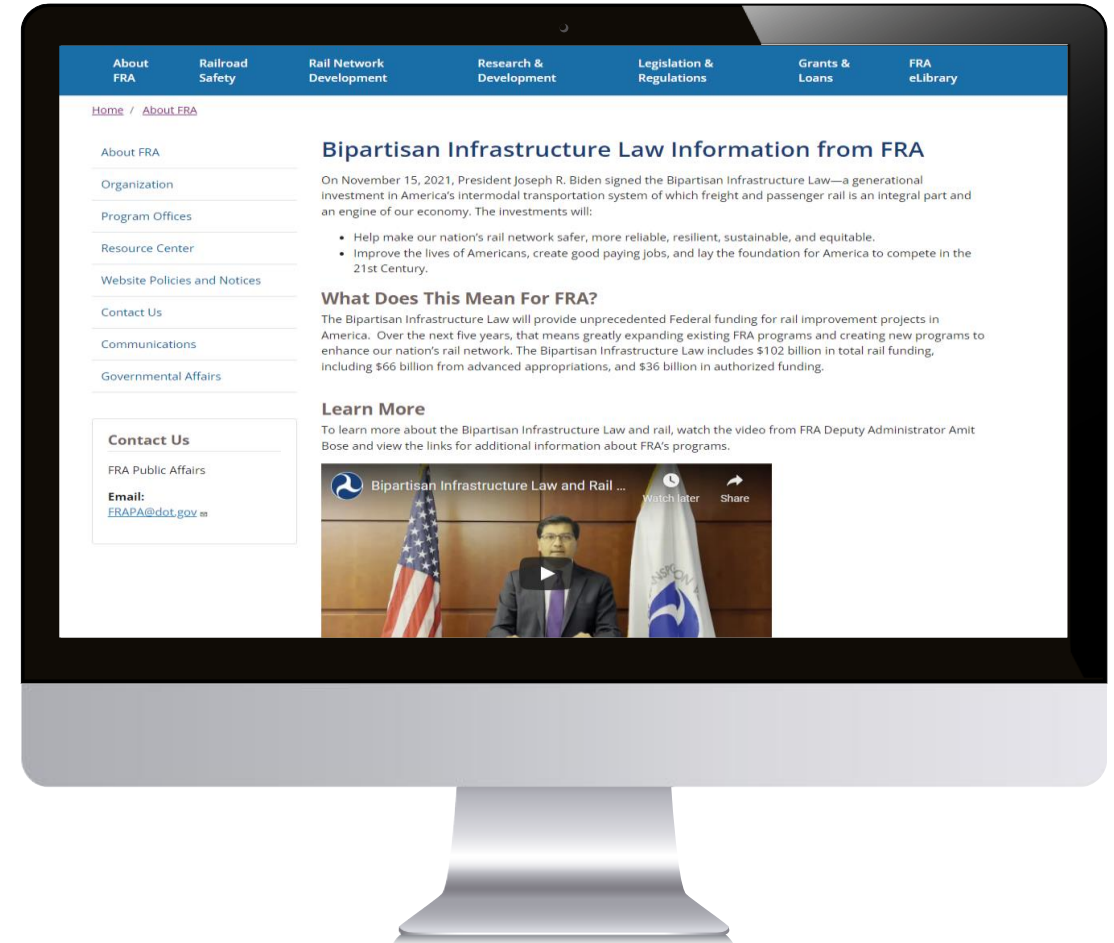 About FRA
Railroad Safety
Rail Network Development
Research & Development
Legislation & Regulations
Grants & Loans
FRA eLibrary
Home / About FRA
About FRA
Organization
Program Offices
Resource Center
Website Policies and Notices
Contact Us
Communications
Governmental Affairs
Contact Us
FRA Public Affairs
Email:
FRAPA@dot.gov
Bipartisan Infrastructure Law Information from FRA
On November 15, 2021, President Joseph R. Biden signed the Bipartisan Infrastructure Law—a generational
investment in America's intermodal transportation system of which freight and passenger rail is an integral part and
an engine of our economy. The investments will:
• Help make our nation's rail network safer, more reliable, resilient, sustainable, and equitable.
• Improve the lives of Americans, create good paying jobs, and lay the foundation for America to compete in the
21st Century.
What Does This Mean For FRA?
The Bipartisan Infrastructure Law will provide unprecedented Federal funding for rail improvement projects in
America. Over the next five years, that means greatly expanding existing FRA programs and creating new programs to
enhance our nation's rail network. The Bipartisan Infrastructure Law includes $102 billion in total rail funding,
including $66 billion from advanced appropriations, and $36 billion in authorized funding.
Learn More
To learn more about the Bipartisan Infrastructure Law and rail, watch the video from FRA Deputy Administrator Amit
Bose and view the links for additional information about FRA's programs.
Bipartisan Infrastructure Law and Rail ...
Watch later
Share